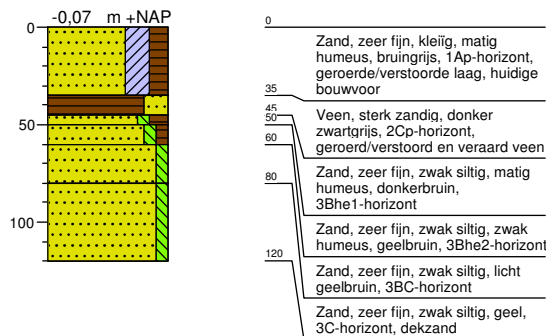 -0,07 m +NAP
0
50
100
0
Zand, zeer fijn, kleiïg, matig
humeus, bruingrijs, 1Ap-horizont,
geroerde/verstoorde laag, huidige
bouwvoor
35
Veen, sterk zandig, donker
zwartgrijs, 2Cp-horizont,
geroerd/verstoord en veraard veen
45
Zand, zeer fijn, zwak siltig, matig
humeus, donkerbruin,
3Bhe1-horizont
50
Zand, zeer fijn, zwak siltig, zwak
humeus, geelbruin, 3Bhe2-horizont
60
Zand, zeer fijn, zwak siltig, licht
geelbruin, 3BC-horizont
80
Zand, zeer fijn, zwak siltig, geel,
3C-horizont, dekzand
120